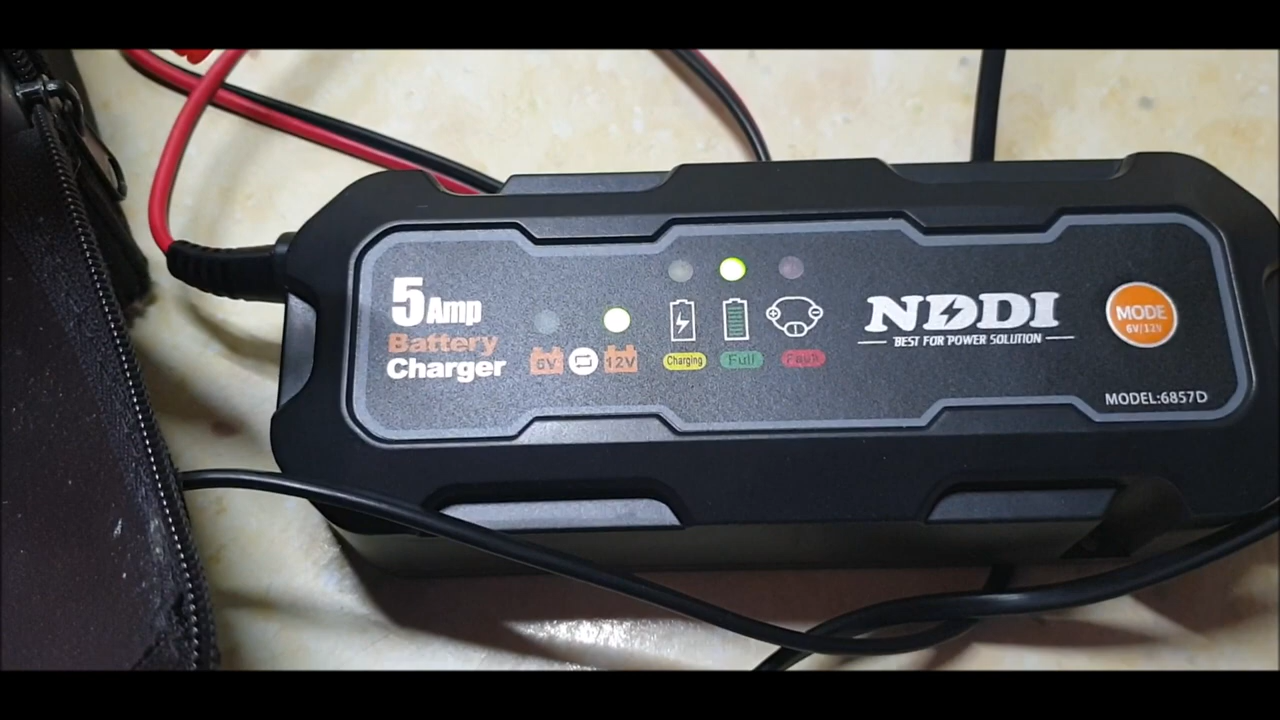 5 Amp
Battery
Charger
6V 12V
Charging Full Fault
NDDI
BEST FOR POWER SOLUTION
MODE
6V/12V
MODEL:6857D